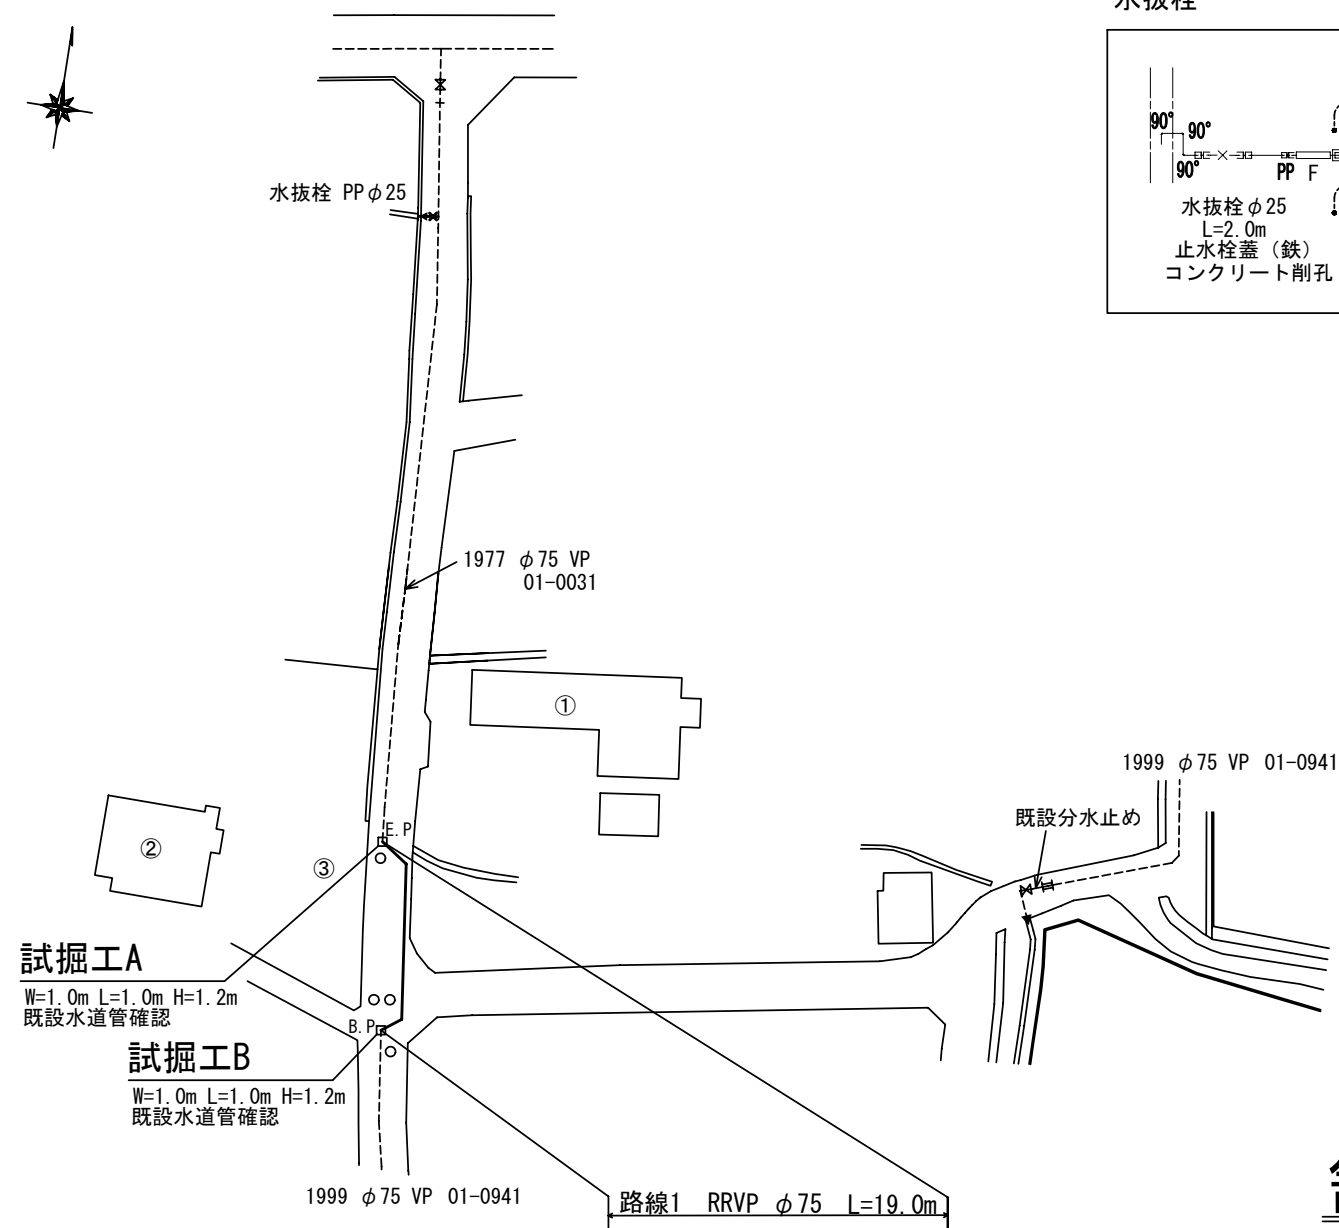 水抜栓
90°
90°
90°
PP F
水抜栓φ25
L=2.0m
止水栓蓋（鉄）
コンクリート削孔
水抜栓 PPφ25
1977 φ75 VP
01-0031
①
1999 φ75 VP 01-0941
既設分水止め
E.P
②
③
試掘工A
W=1.0m L=1.0m H=1.2m
既設水道管確認
B.P
試掘工B
W=1.0m L=1.0m H=1.2m
既設水道管確認
1999 φ75 VP 01-0941
路線1 RRVP φ75 L=19.0m